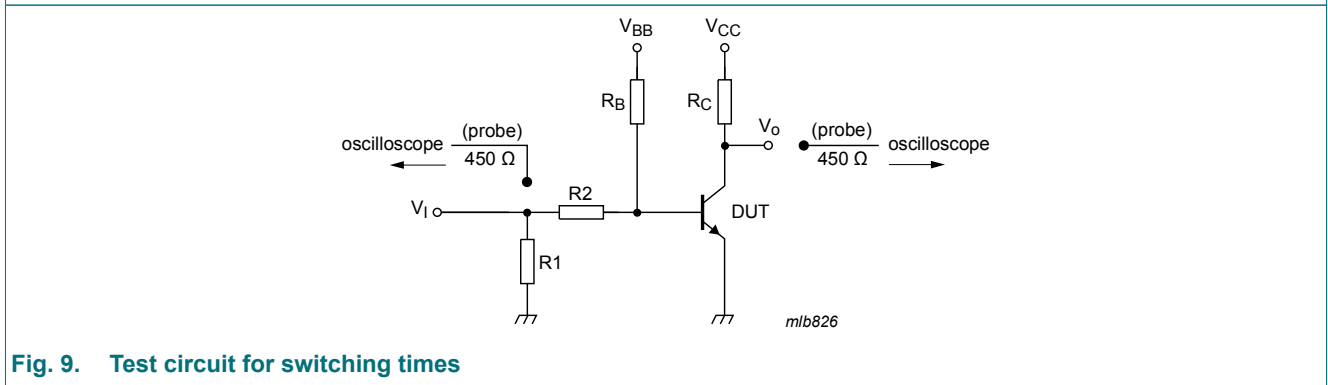 VBB
VCC
RB
RC
Vo
oscilloscope
(probe)
450 Ω
(probe)
450 Ω
oscilloscope
R2
VI
DUT
R1
mlb826
Fig. 9. Test circuit for switching times